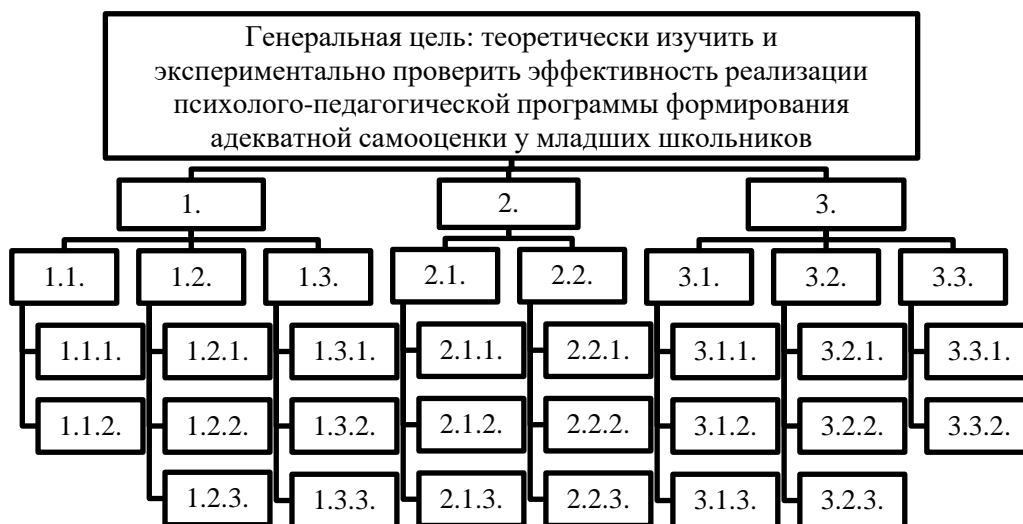 Генеральная цель: теоретически изучить и
экспериментально проверить эффективность реализации
психолого-педагогической программы формирования
адекватной самооценки у младших школьников
1. 2. 3.
1.1. 1.2. 1.3. 2.1. 2.2. 3.1. 3.2. 3.3.
1.1.1. 1.2.1. 1.3.1. 2.1.1. 2.2.1. 3.1.1. 3.2.1. 3.3.1.
1.1.2. 1.2.2. 1.3.2. 2.1.2. 2.2.2. 3.1.2. 3.2.2. 3.3.2.
1.2.3. 1.3.3. 2.1.3. 2.2.3. 3.1.3. 3.2.3.